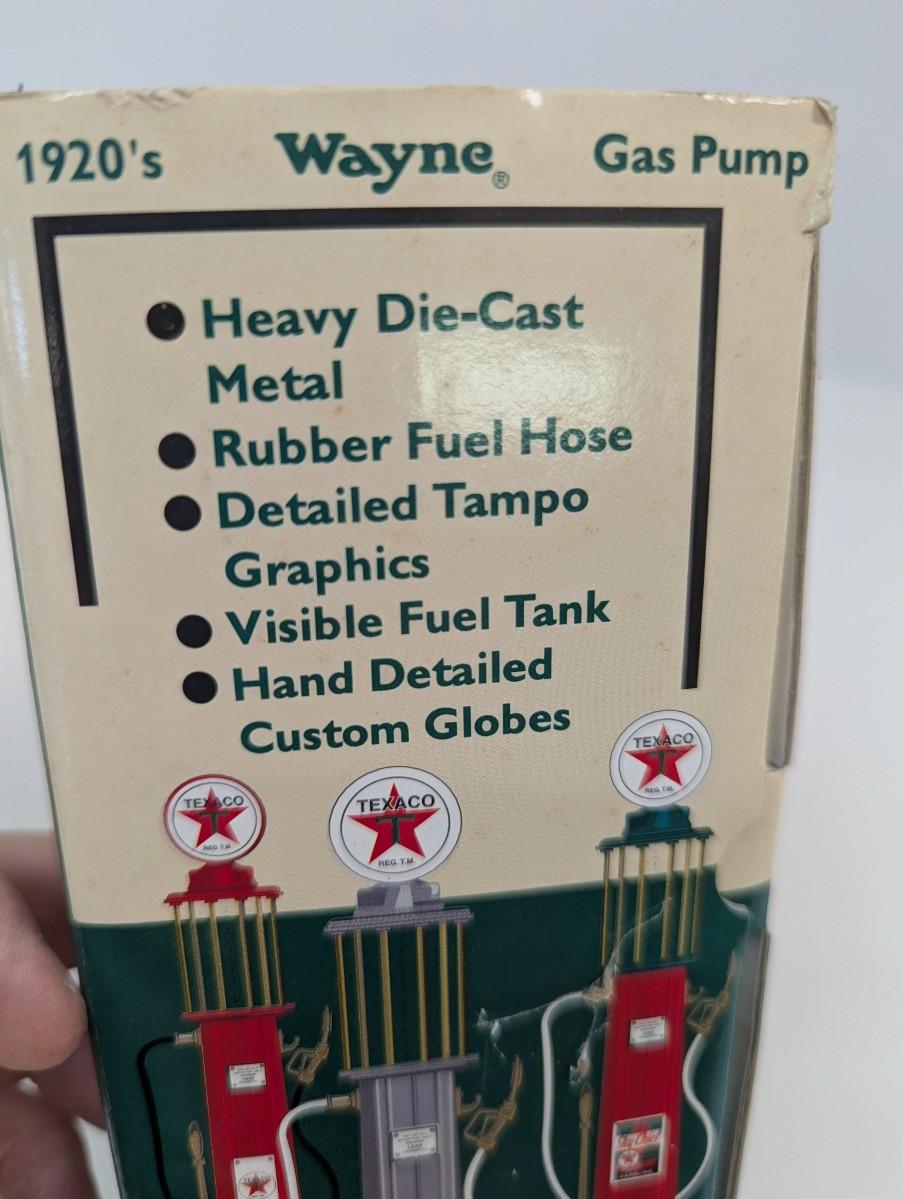 1920's Wayne® Gas Pump
● Heavy Die-Cast
Metal
● Rubber Fuel Hose
● Detailed Tampo
Graphics
● Visible Fuel Tank
● Hand Detailed
Custom Globes
TEXACO
T
REG. T.M.
TEXACO
T
REG. T.M.
TEXACO
T
REG. T.M.